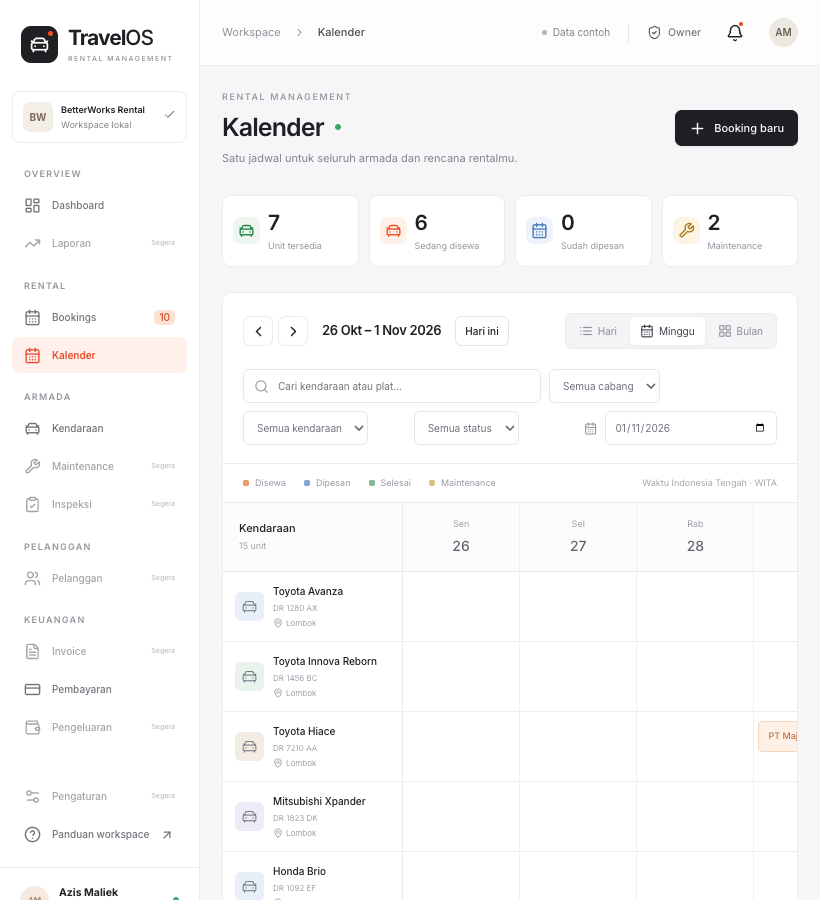 TravelOS
RENTAL MANAGEMENT
BW
BetterWorks Rental
Workspace lokal
OVERVIEW
Dashboard
Laporan Segera
RENTAL
Bookings 10
Kalender
ARMADA
Kendaraan
Maintenance Segera
Inspeksi Segera
PELANGGAN
Pelanggan Segera
KEUANGAN
Invoice Segera
Pembayaran
Pengeluaran Segera
Pengaturan Segera
Panduan workspace
AM
Azis Maliek
Workspace Kalender
Data contoh
Owner
AM
RENTAL MANAGEMENT
Kalender
Satu jadwal untuk seluruh armada dan rencana rentalmu.
Booking baru
7
Unit tersedia
6
Sedang disewa
0
Sudah dipesan
2
Maintenance
26 Okt – 1 Nov 2026
Hari ini
Hari Minggu Bulan
Cari kendaraan atau plat...
Semua cabang
Semua kendaraan
Semua status
01/11/2026
Disewa Dipesan Selesai Maintenance
Waktu Indonesia Tengah · WITA
Kendaraan
15 unit
Sen
26
Sel
27
Rab
28
Toyota Avanza
DR 1280 AX
Lombok
Toyota Innova Reborn
DR 1456 BC
Lombok
Toyota Hiace
DR 7210 AA
Lombok
PT Maj
Mitsubishi Xpander
DR 1823 DK
Lombok
Honda Brio
DR 1092 EF